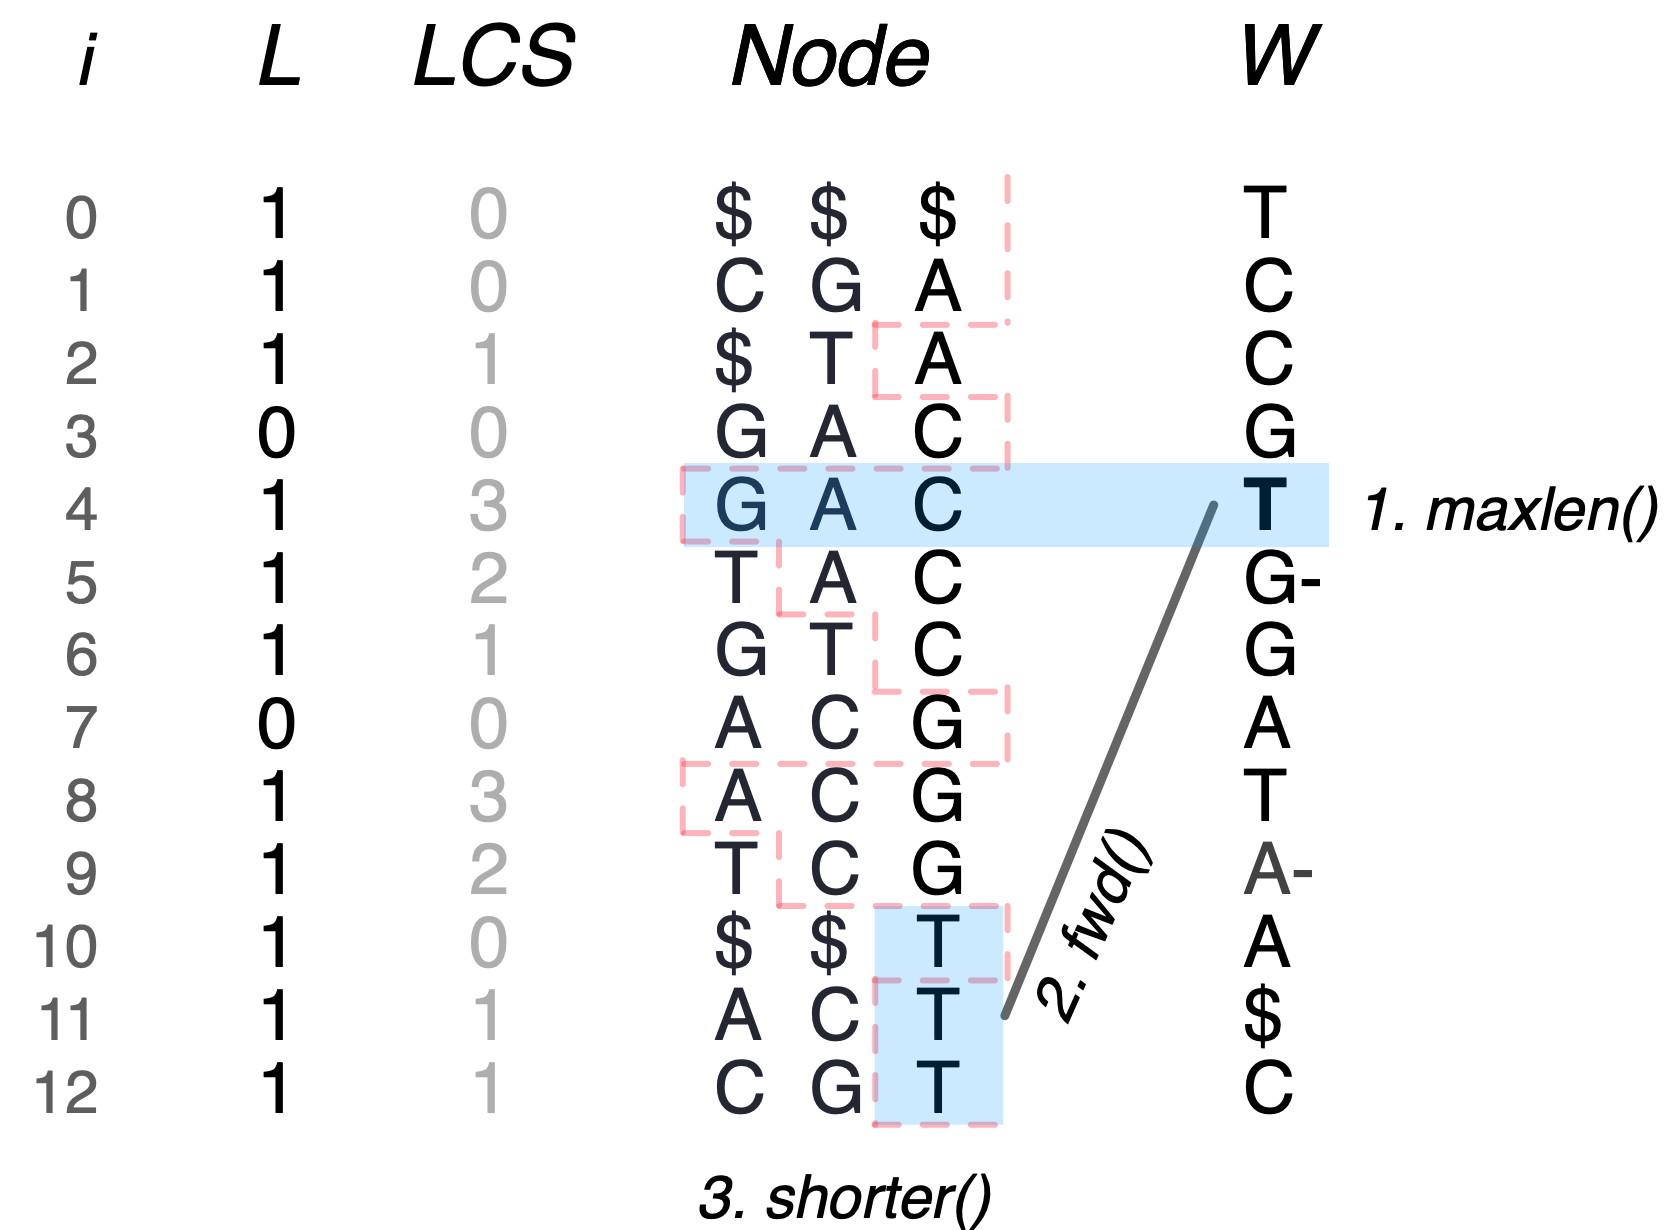 i L LCS Node W
0 1 0 $ $ $ T
1 1 0 C G A C
2 1 1 $ T A C
3 0 0 G A C G
4 1 3 G A C T 1. maxlen()
5 1 2 T A C G-
6 1 1 G T C G
7 0 0 A C G A
8 1 3 A C G T
9 1 2 T C G A-
10 1 0 $ $ T A
11 1 1 A C T $
12 1 1 C G T C
2. fwd()
3. shorter()